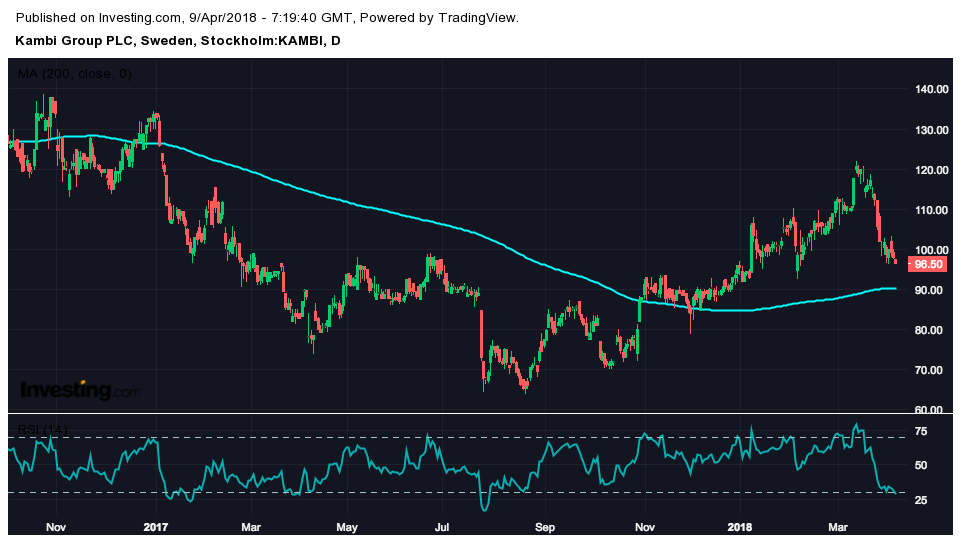 Published on Investing.com, 9/Apr/2018 - 7:19:40 GMT, Powered by TradingView.
Kambi Group PLC, Sweden, Stockholm:KAMBI, D
MA (200, close, 0)
140.00
130.00
120.00
110.00
100.00
96.50
90.00
80.00
70.00
60.00
Investing.com
RSI (14)
75
50
25
Nov 2017 Mar May Jul Sep Nov 2018 Mar